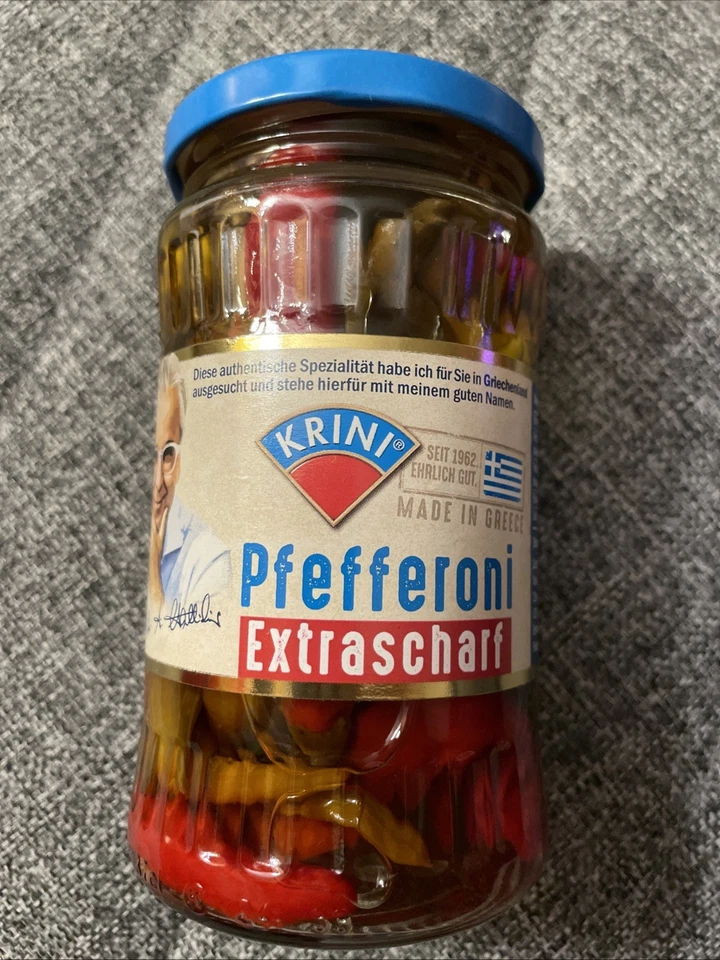 Diese authentische Spezialität habe ich für Sie in Griechenland
ausgesucht und stehe hierfür mit meinem guten Namen.
KRINI®
SEIT 1962.
EHRLICH GUT.
MADE IN GREECE
Pfefferoni
Extrascharf